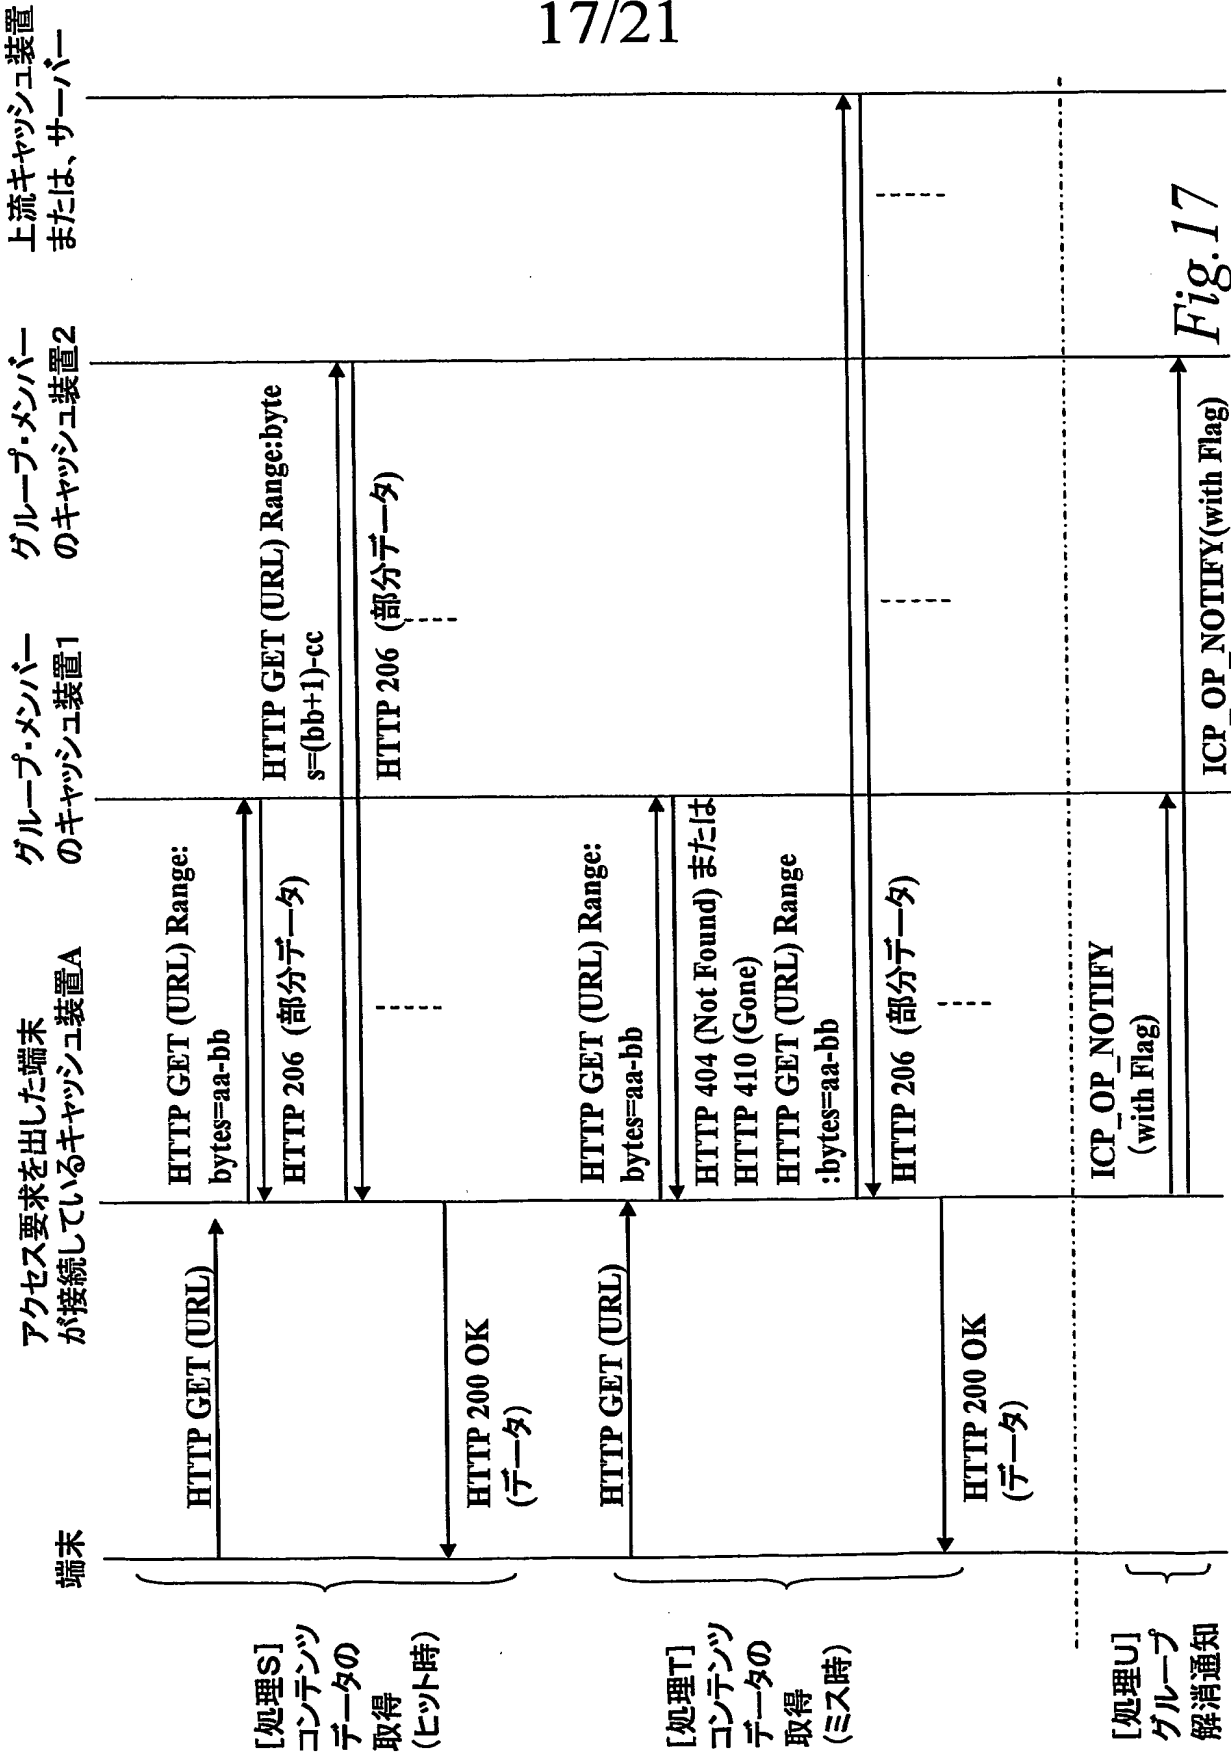 17/21
端末
アクセス要求を出した端末
が接続しているキャッシュ装置A
グループ・メンバー
のキャッシュ装置1
グループ・メンバー
のキャッシュ装置2
上流キャッシュ装置
または、サーバー
[処理S]
コンテンツ
データの
取得
(ヒット時)
HTTP GET (URL)
HTTP GET (URL) Range:
bytes=aa-bb
HTTP 206 (部分データ)
HTTP GET (URL) Range:byte
s=(bb+1)-cc
HTTP 206 (部分データ)
HTTP 200 OK
(データ)
[処理T]
コンテンツ
データの
取得
(ミス時)
HTTP GET (URL)
HTTP GET (URL) Range:
bytes=aa-bb
HTTP 404 (Not Found) または
HTTP 410 (Gone)
HTTP GET (URL) Range
:bytes=aa-bb
HTTP 206 (部分データ)
HTTP 200 OK
(データ)
[処理U]
グループ
解消通知
ICP_OP_NOTIFY
(with Flag)
ICP_OP_NOTIFY(with Flag)
Fig.17